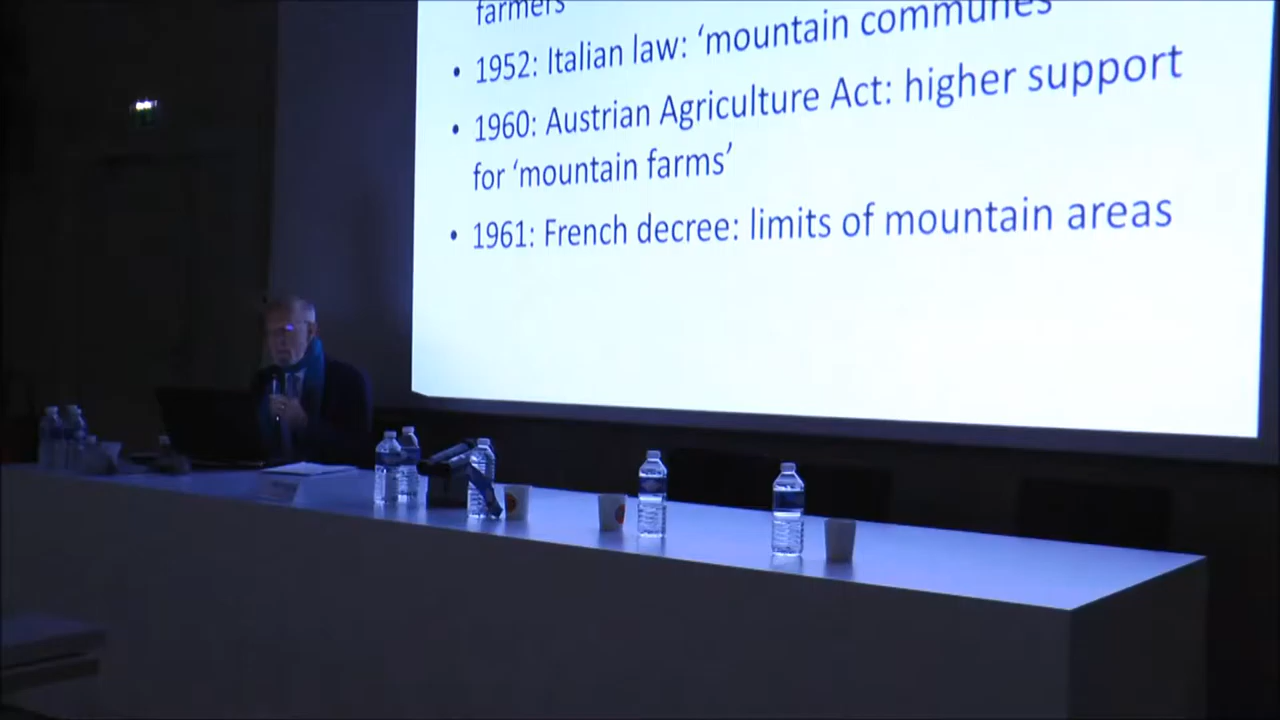 farmers
• 1952: Italian law: ‘mountain communes’
• 1960: Austrian Agriculture Act: higher support
for ‘mountain farms’
• 1961: French decree: limits of mountain areas